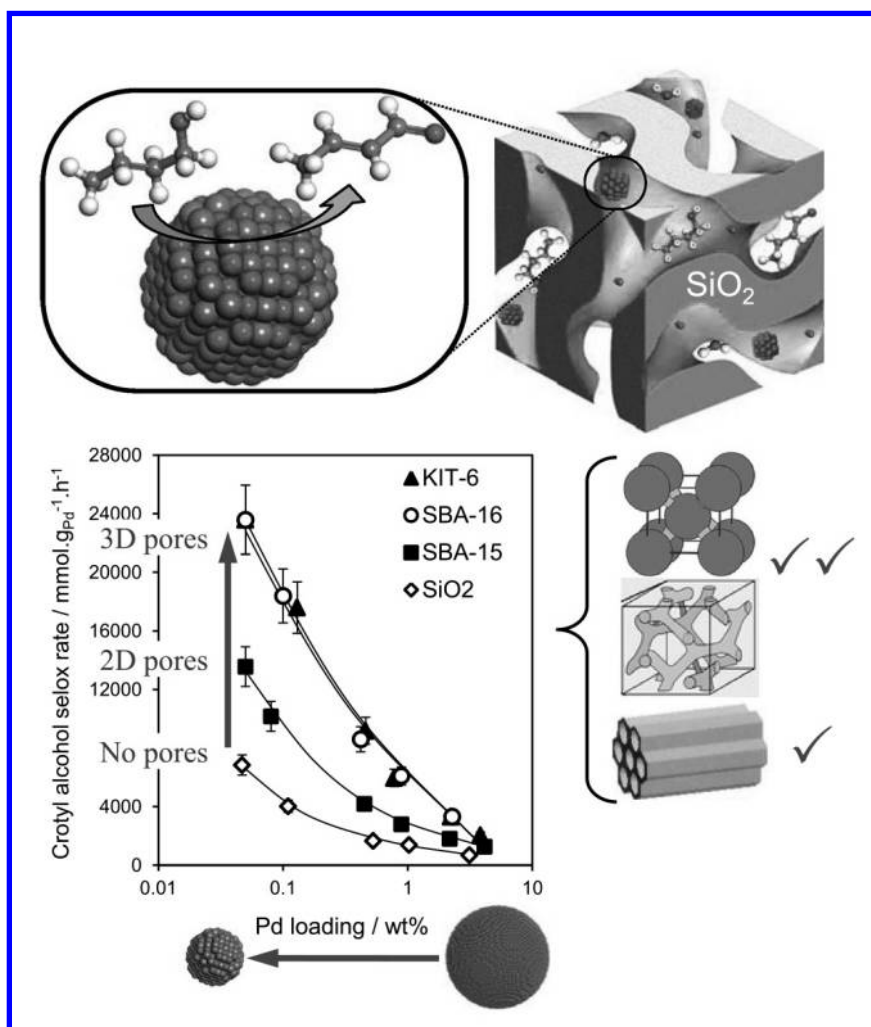 SiO₂
28000
24000
3D pores
20000
16000
2D pores
12000
No pores
4000
0
Crotyl alcohol selox rate / mmol.gPd⁻¹.h⁻¹
KIT-6
SBA-16
SBA-15
SiO2
0.01
0.1
1
10
Pd loading / wt%